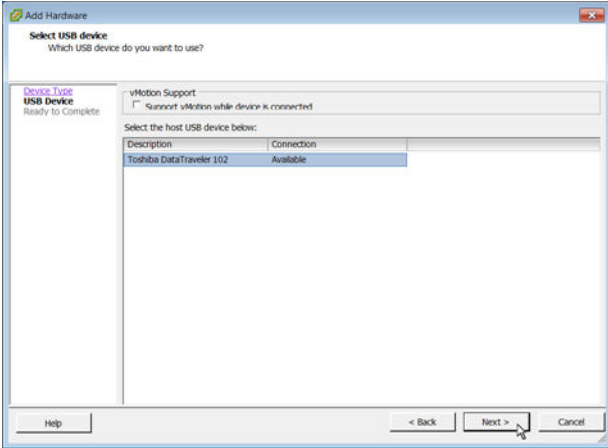 Add Hardware
Select USB device
Which USB device do you want to use?
Device Type
USB Device
Ready to Complete
vMotion Support
Support vMotion while device is connected
Select the host USB device below:
Description Connection
Toshiba DataTraveler 102 Available
Help < Back Next > Cancel